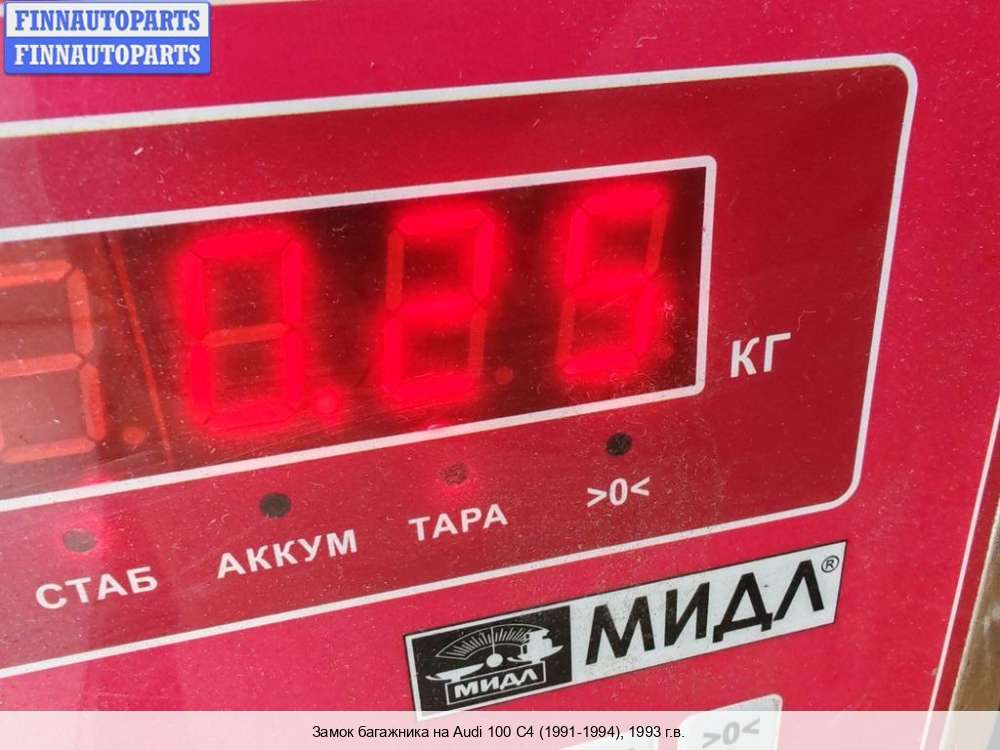 FINNAUTOPARTS
FINNAUTOPARTS
0.25
КГ
СТАБ
АККУМ
ТАРА
>0<
МИДЛ®
МИДЛ
>0<
Замок багажника на Audi 100 C4 (1991-1994), 1993 г.в.